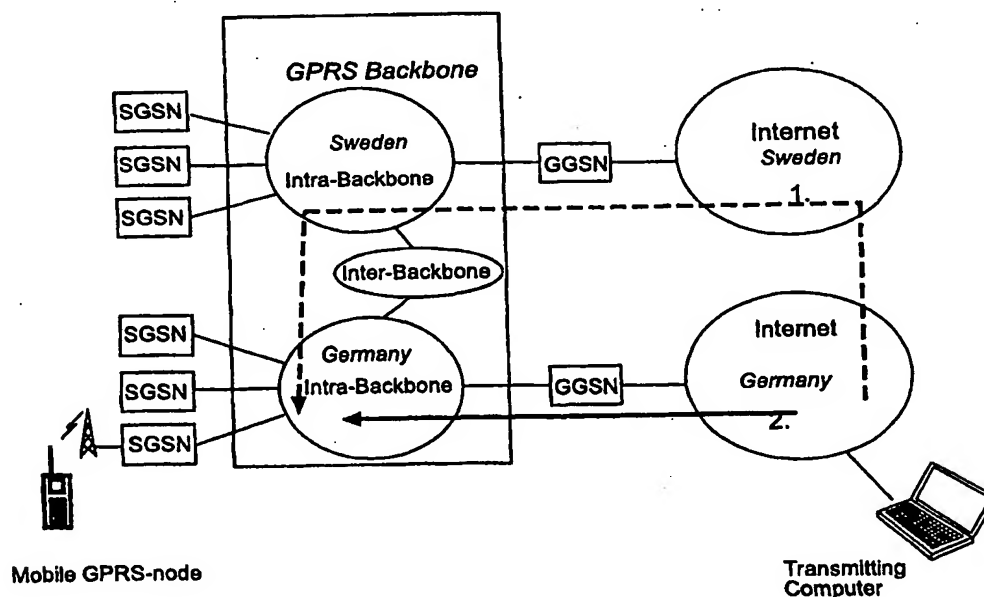 GPRS Backbone
SGSN
SGSN
SGSN
Sweden
Intra-Backbone
GGSN
Internet
Sweden
1.
Inter-Backbone
SGSN
SGSN
SGSN
Germany
Intra-Backbone
GGSN
Internet
Germany
2.
Mobile GPRS-node
Transmitting
Computer